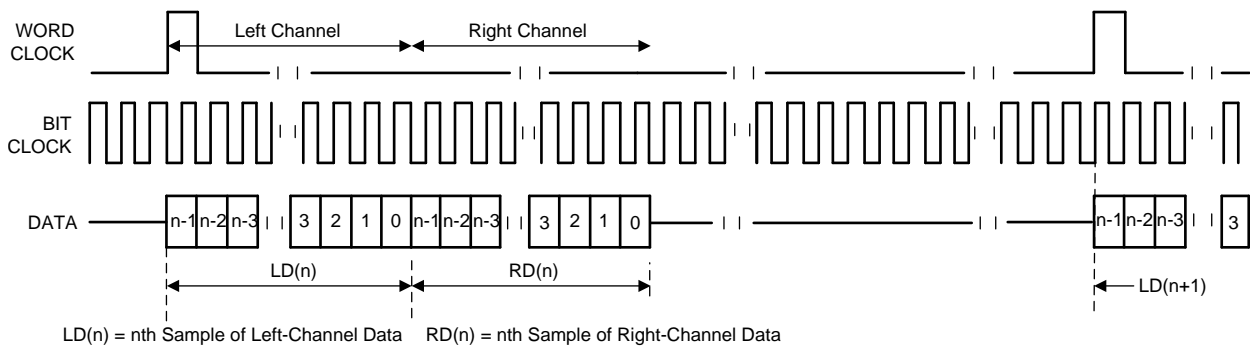 WORD
CLOCK
Left Channel
Right Channel
BIT
CLOCK
DATA
n-1 n-2 n-3 3 2 1 0 n-1 n-2 n-3 3 2 1 0 n-1 n-2 n-3 3
LD(n)
RD(n)
LD(n+1)
LD(n) = nth Sample of Left-Channel Data
RD(n) = nth Sample of Right-Channel Data